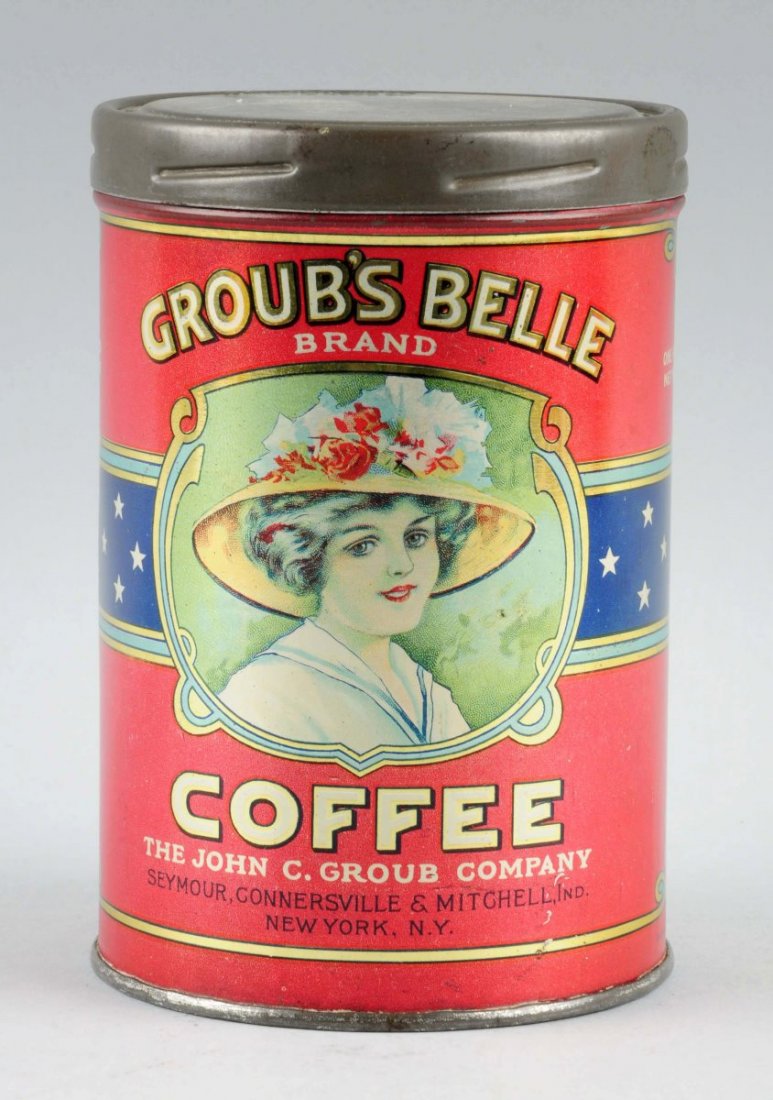 GROUB'S BELLE
BRAND
COFFEE
THE JOHN C. GROUB COMPANY
SEYMOUR, CONNERSVILLE & MITCHELL, IND.
NEW YORK, N.Y.